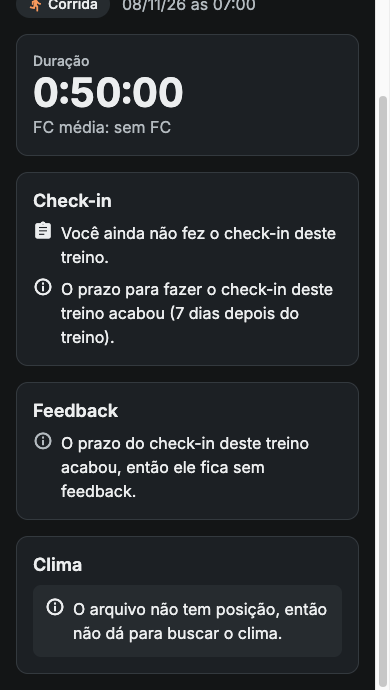 Corrida 08/11/26 às 07:00
Duração
0:50:00
FC média: sem FC
Check-in
Você ainda não fez o check-in deste
treino.
O prazo para fazer o check-in deste
treino acabou (7 dias depois do
treino).
Feedback
O prazo do check-in deste treino
acabou, então ele fica sem
feedback.
Clima
O arquivo não tem posição, então
não dá para buscar o clima.